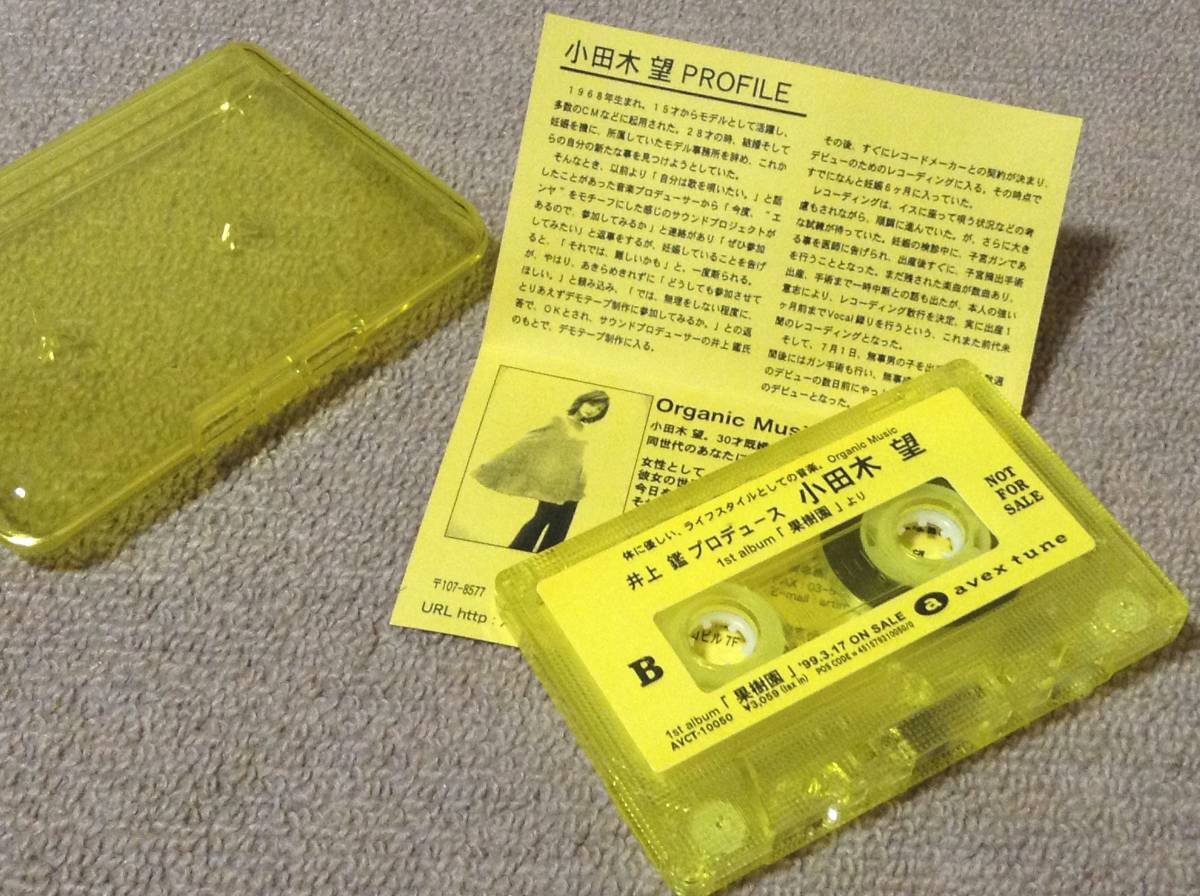 小田木 望 PROFILE
１９６８年生まれ。１５才からモデルとして活躍し、
多数のＣＭなどに起用された。２８才の時、結婚そして
妊娠を機に、所属していたモデル事務所を辞め、これか
らの自分の新たな事を見つけようとしていた。
そんなとき、以前より「自分は歌を唄いたい。」と話
したことがあった音楽プロデューサーから「今度、“エ
ンヤ”をモチーフにした感じのサウンドプロジェクトが
あるので、参加してみるか」と連絡があり「ぜひ参加
してみたい」と返事をするが、妊娠していることを告げ
ると、「それでは、難しいかも」と、一度断られる。
が、やはり、あきらめきれずに「どうしても参加させて
ほしい。」と頼み込み、「では、無理をしない程度に、
とりあえずデモテープ制作に参加してみるか。」との返
答で、ＯＫとされ、サウンドプロデューサーの井上 鑑氏
のもとで、デモテープ制作に入る。
その後、すぐにレコードメーカーとの契約が決まり、
デビューのためのレコーディングに入る。その時点で
すでになんと妊娠６ヶ月に入っていた。
レコーディングは、イスに座って唄う状況などの考
慮もされながら、順調に進んでいた。が、さらに大き
な試練が待っていた。妊娠の検診中に、子宮ガンであ
る事を医師に告げられ、出産後すぐに、子宮摘出手術
を行うこととなった。まだ残された楽曲が数曲あり、
出産、手術まで一時中断との話も出たが、本人の強い
意志により、レコーディング敢行を決定。実に出産１
ヶ月前までVocal録りを行うという、これまた前代未
聞のレコーディングとなった。
そして、７月１日、無事男の子を出
数週
間後にはガン手術も行い、無事
のデビューの数日前にやっ
のデビューとなった。
Organic Mus
小田木 望。30才既
同世代のあなたに
女性として
彼女の世
今日
そ
〒107-8577
URL http：/
体に優しい、ライフスタイルとしての音楽。Organic Music
井上 鑑 プロデュース 小田木 望
1st album「 果樹園 」より
NOT
FOR
SALE
FAX：03-5
E-mail：artin
ビル 7F
B
a avex tune
1st album「 果樹園 」'99.3.17 ON SALE
AVCT-10050 ¥3,059 (tax in) POS CODE=